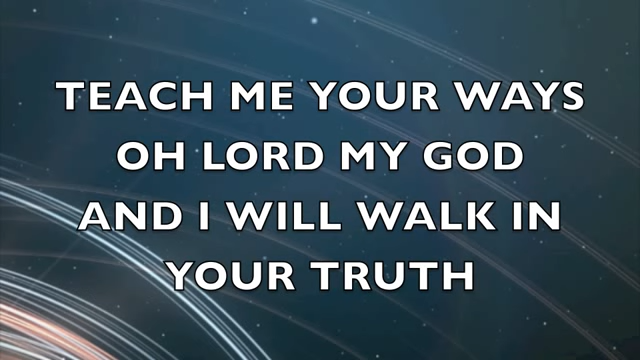 TEACH ME YOUR WAYS
OH LORD MY GOD
AND I WILL WALK IN
YOUR TRUTH